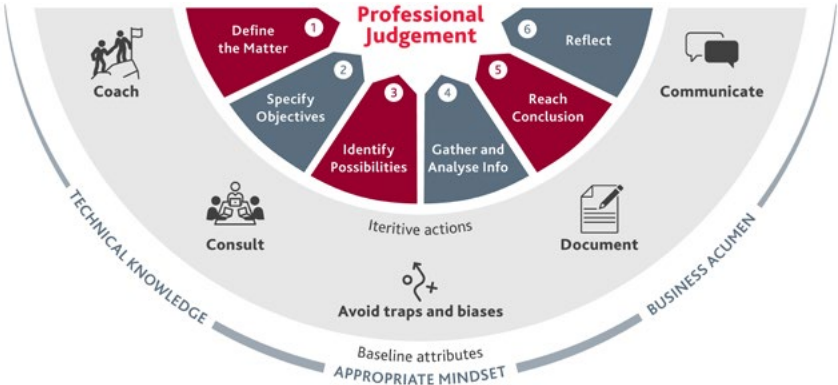 Professional
Judgement
1
Define
the Matter
2
Specify
Objectives
3
Identify
Possibilities
4
Gather and
Analyse Info
5
Reach
Conclusion
6
Reflect
Coach
Consult
Iteritive actions
Avoid traps and biases
Document
Communicate
TECHNICAL KNOWLEDGE
Baseline attributes
APPROPRIATE MINDSET
BUSINESS ACUMEN